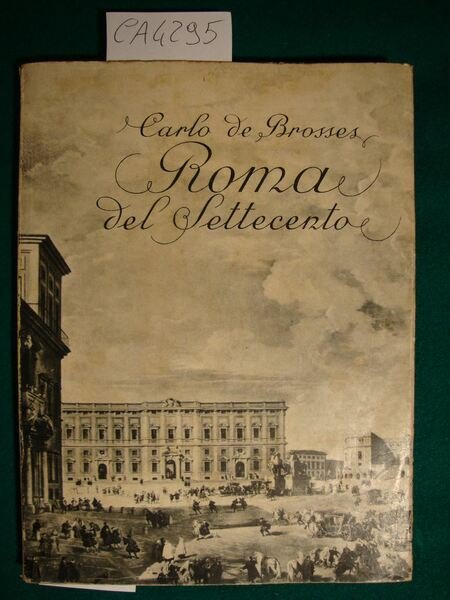 CA4295
Carlo de Brosses
Roma
del Settecento